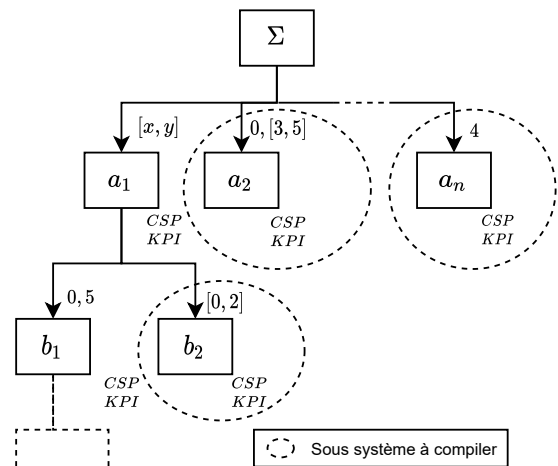 Σ
[x, y]
0, [3, 5]
4
a₁
a₂
aₙ
CSP
KPI
CSP
KPI
CSP
KPI
0, 5
[0, 2]
b₁
b₂
CSP
KPI
CSP
KPI
Sous système à compiler